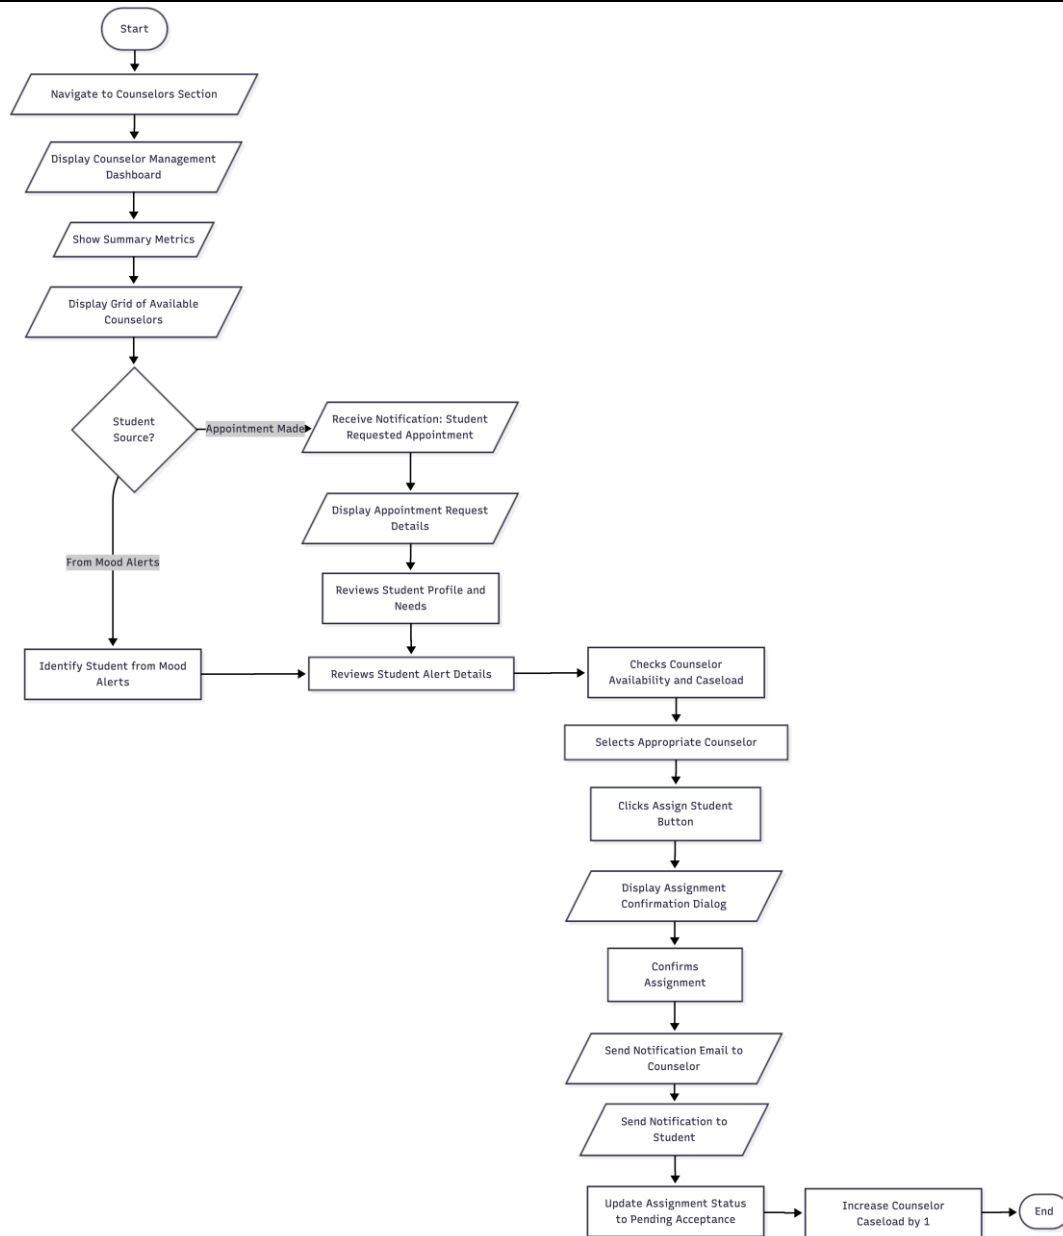 Start
Navigate to Counselors Section
Display Counselor Management
Dashboard
Show Summary Metrics
Display Grid of Available
Counselors
Student
Source?
Appointment Made
Receive Notification: Student
Requested Appointment
Display Appointment Request
Details
From Mood Alerts
Reviews Student Profile and
Needs
Identify Student from Mood
Alerts
Reviews Student Alert Details
Checks Counselor
Availability and Caseload
Selects Appropriate Counselor
Clicks Assign Student
Button
Display Assignment
Confirmation Dialog
Confirms
Assignment
Send Notification Email to
Counselor
Send Notification to
Student
Update Assignment Status
to Pending Acceptance
Increase Counselor
Caseload by 1
End